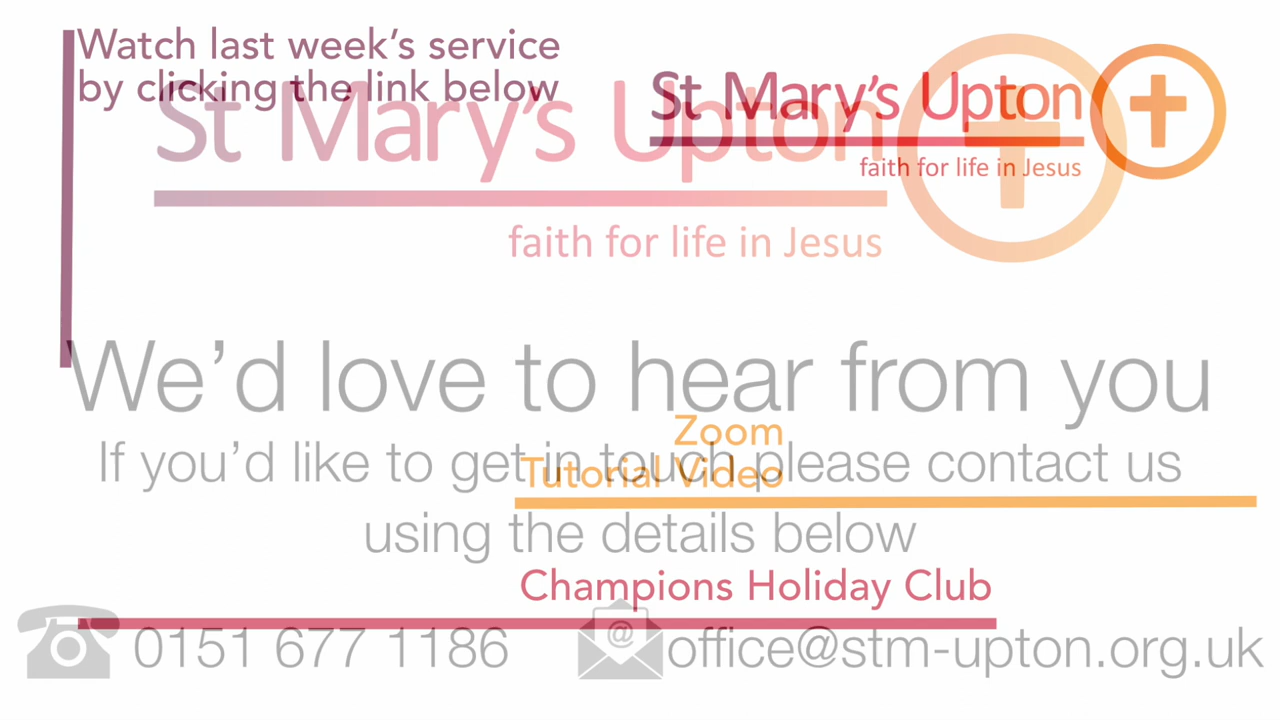 Watch last week's service
by clicking the link below
St Mary's Upton
faith for life in Jesus
St Mary's Upton
faith for life in Jesus
We'd love to hear from you
Zoom
Tutorial Video
If you'd like to get in touch please contact us
using the details below
Champions Holiday Club
0151 677 1186
@
office@stm-upton.org.uk